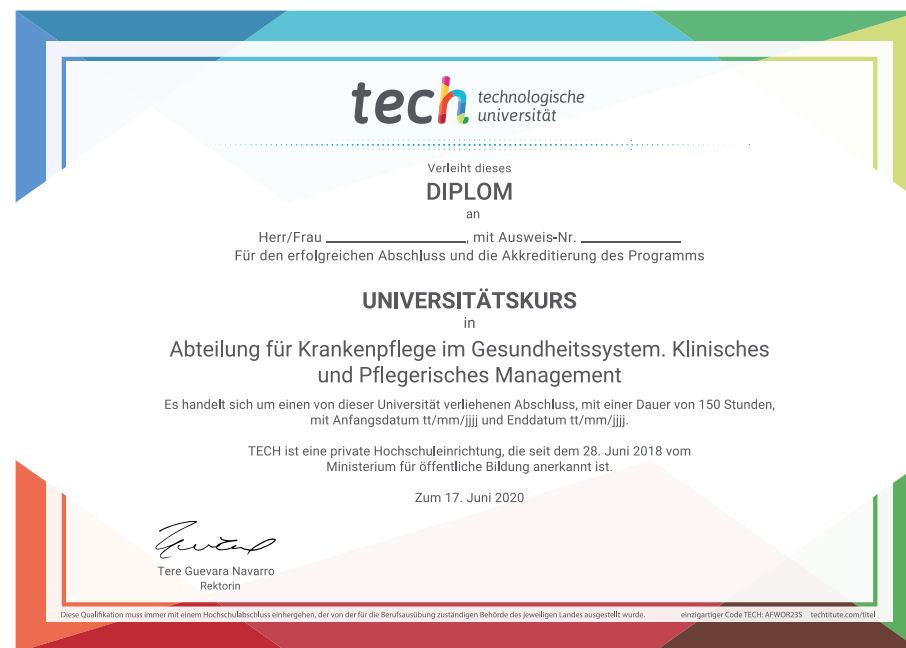 tech technologische
universität
Verleiht dieses
DIPLOM
an
Herr/Frau ____________, mit Ausweis-Nr. ____________
Für den erfolgreichen Abschluss und die Akkreditierung des Programms
UNIVERSITÄTSKURS
in
Abteilung für Krankenpflege im Gesundheitssystem. Klinisches
und Pflegerisches Management
Es handelt sich um einen von dieser Universität verliehenen Abschluss, mit einer Dauer von 150 Stunden,
mit Anfangsdatum tt/mm/jjjj und Enddatum tt/mm/jjjj.
TECH ist eine private Hochschuleinrichtung, die seit dem 28. Juni 2018 vom
Ministerium für öffentliche Bildung anerkannt ist.
Zum 17. Juni 2020
Tere Guevara Navarro
Rektorin
Diese Qualifikation muss immer mit einem Hochschulabschluss einhergehen, der von der für die Berufsausübung zuständigen Behörde des jeweiligen Landes ausgestellt wurde. einzigartiger Code TECH: AFWOR23S techtitute.com/titel